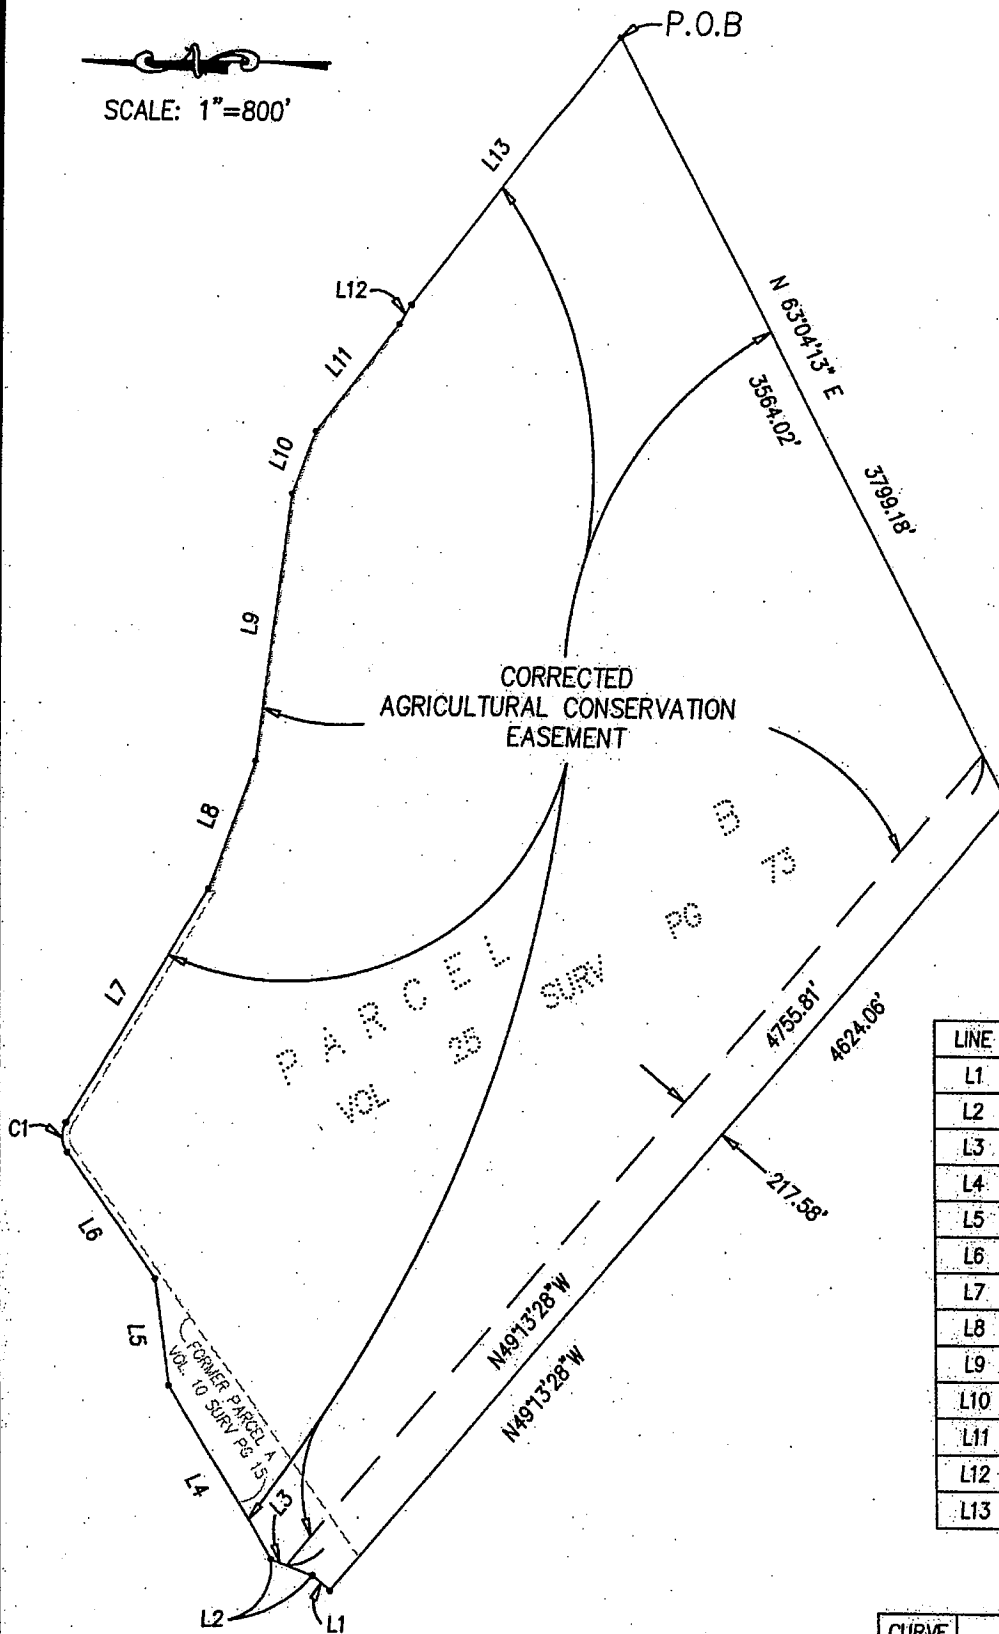 P.O.B
SCALE: 1"=800'
L13
L12
L11
L10
L9
L8
L7
C1
L6
L5
L4
L3
L2
L1
N 63°04'13" E
3564.02'
3799.18'
CORRECTED
AGRICULTURAL CONSERVATION
EASEMENT
PARCEL
VOL 25 SURV PG 75
4755.81'
4624.06'
217.58'
N49°13'28"W
N49°13'28"W
FORMER PARCEL A
VOL. 10 SURV PG 15
LINE
L1
L2
L3
L4
L5
L6
L7
L8
L9
L10
L11
L12
L13
CURVE